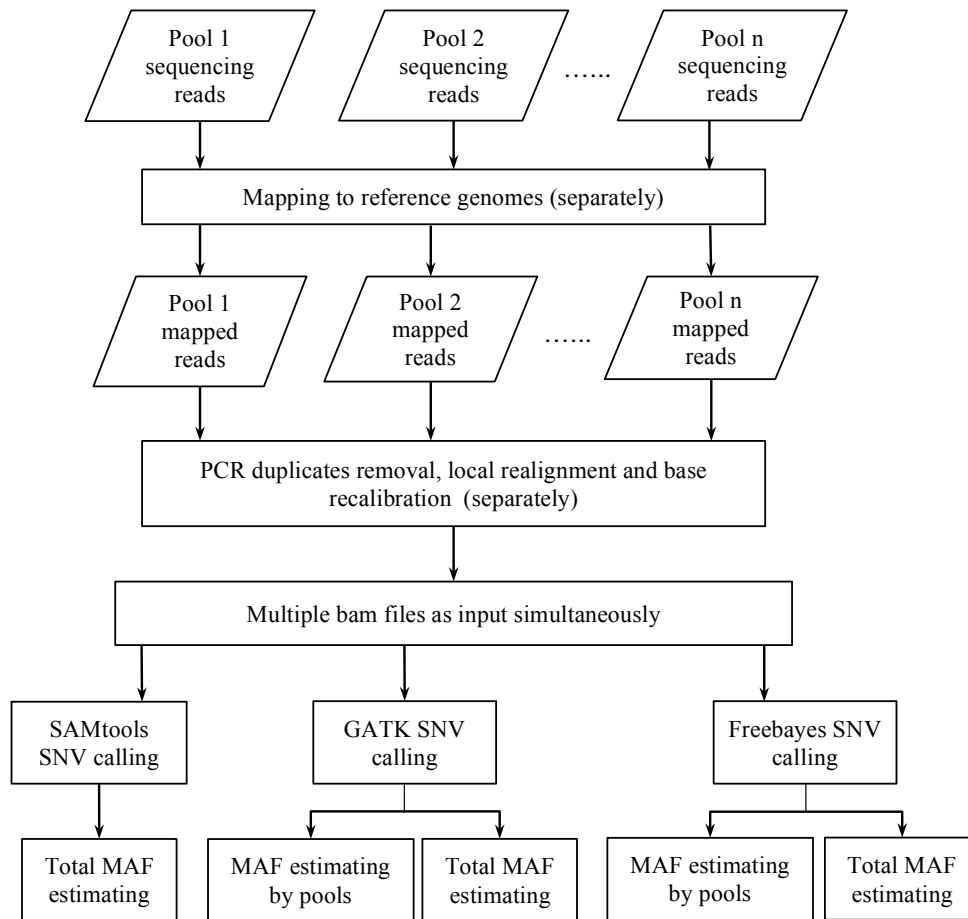 Pool 1
sequencing
reads
Pool 2
sequencing
reads
…...
Pool n
sequencing
reads
Mapping to reference genomes (separately)
Pool 1
mapped
reads
Pool 2
mapped
reads
…...
Pool n
mapped
reads
PCR duplicates removal, local realignment and base
recalibration (separately)
Multiple bam files as input simultaneously
SAMtools
SNV calling
GATK SNV
calling
Freebayes SNV
calling
Total MAF
estimating
MAF estimating
by pools
Total MAF
estimating
MAF estimating
by pools
Total MAF
estimating